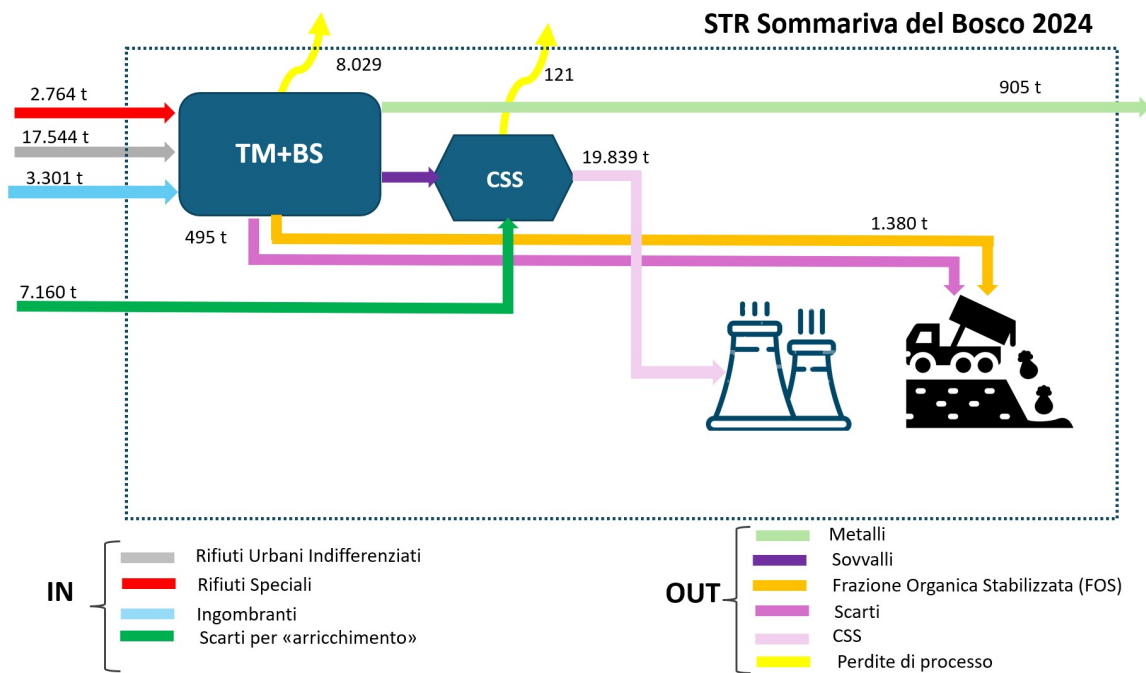 STR Sommariva del Bosco 2024
8.029
121
905 t
2.764 t
17.544 t
TM+BS
19.839 t
CSS
3.301 t
495 t
1.380 t
7.160 t
IN
Rifiuti Urbani Indifferenziati
Rifiuti Speciali
Ingombranti
Scarti per «arricchimento»
OUT
Metalli
Sovvalli
Frazione Organica Stabilizzata (FOS)
Scarti
CSS
Perdite di processo